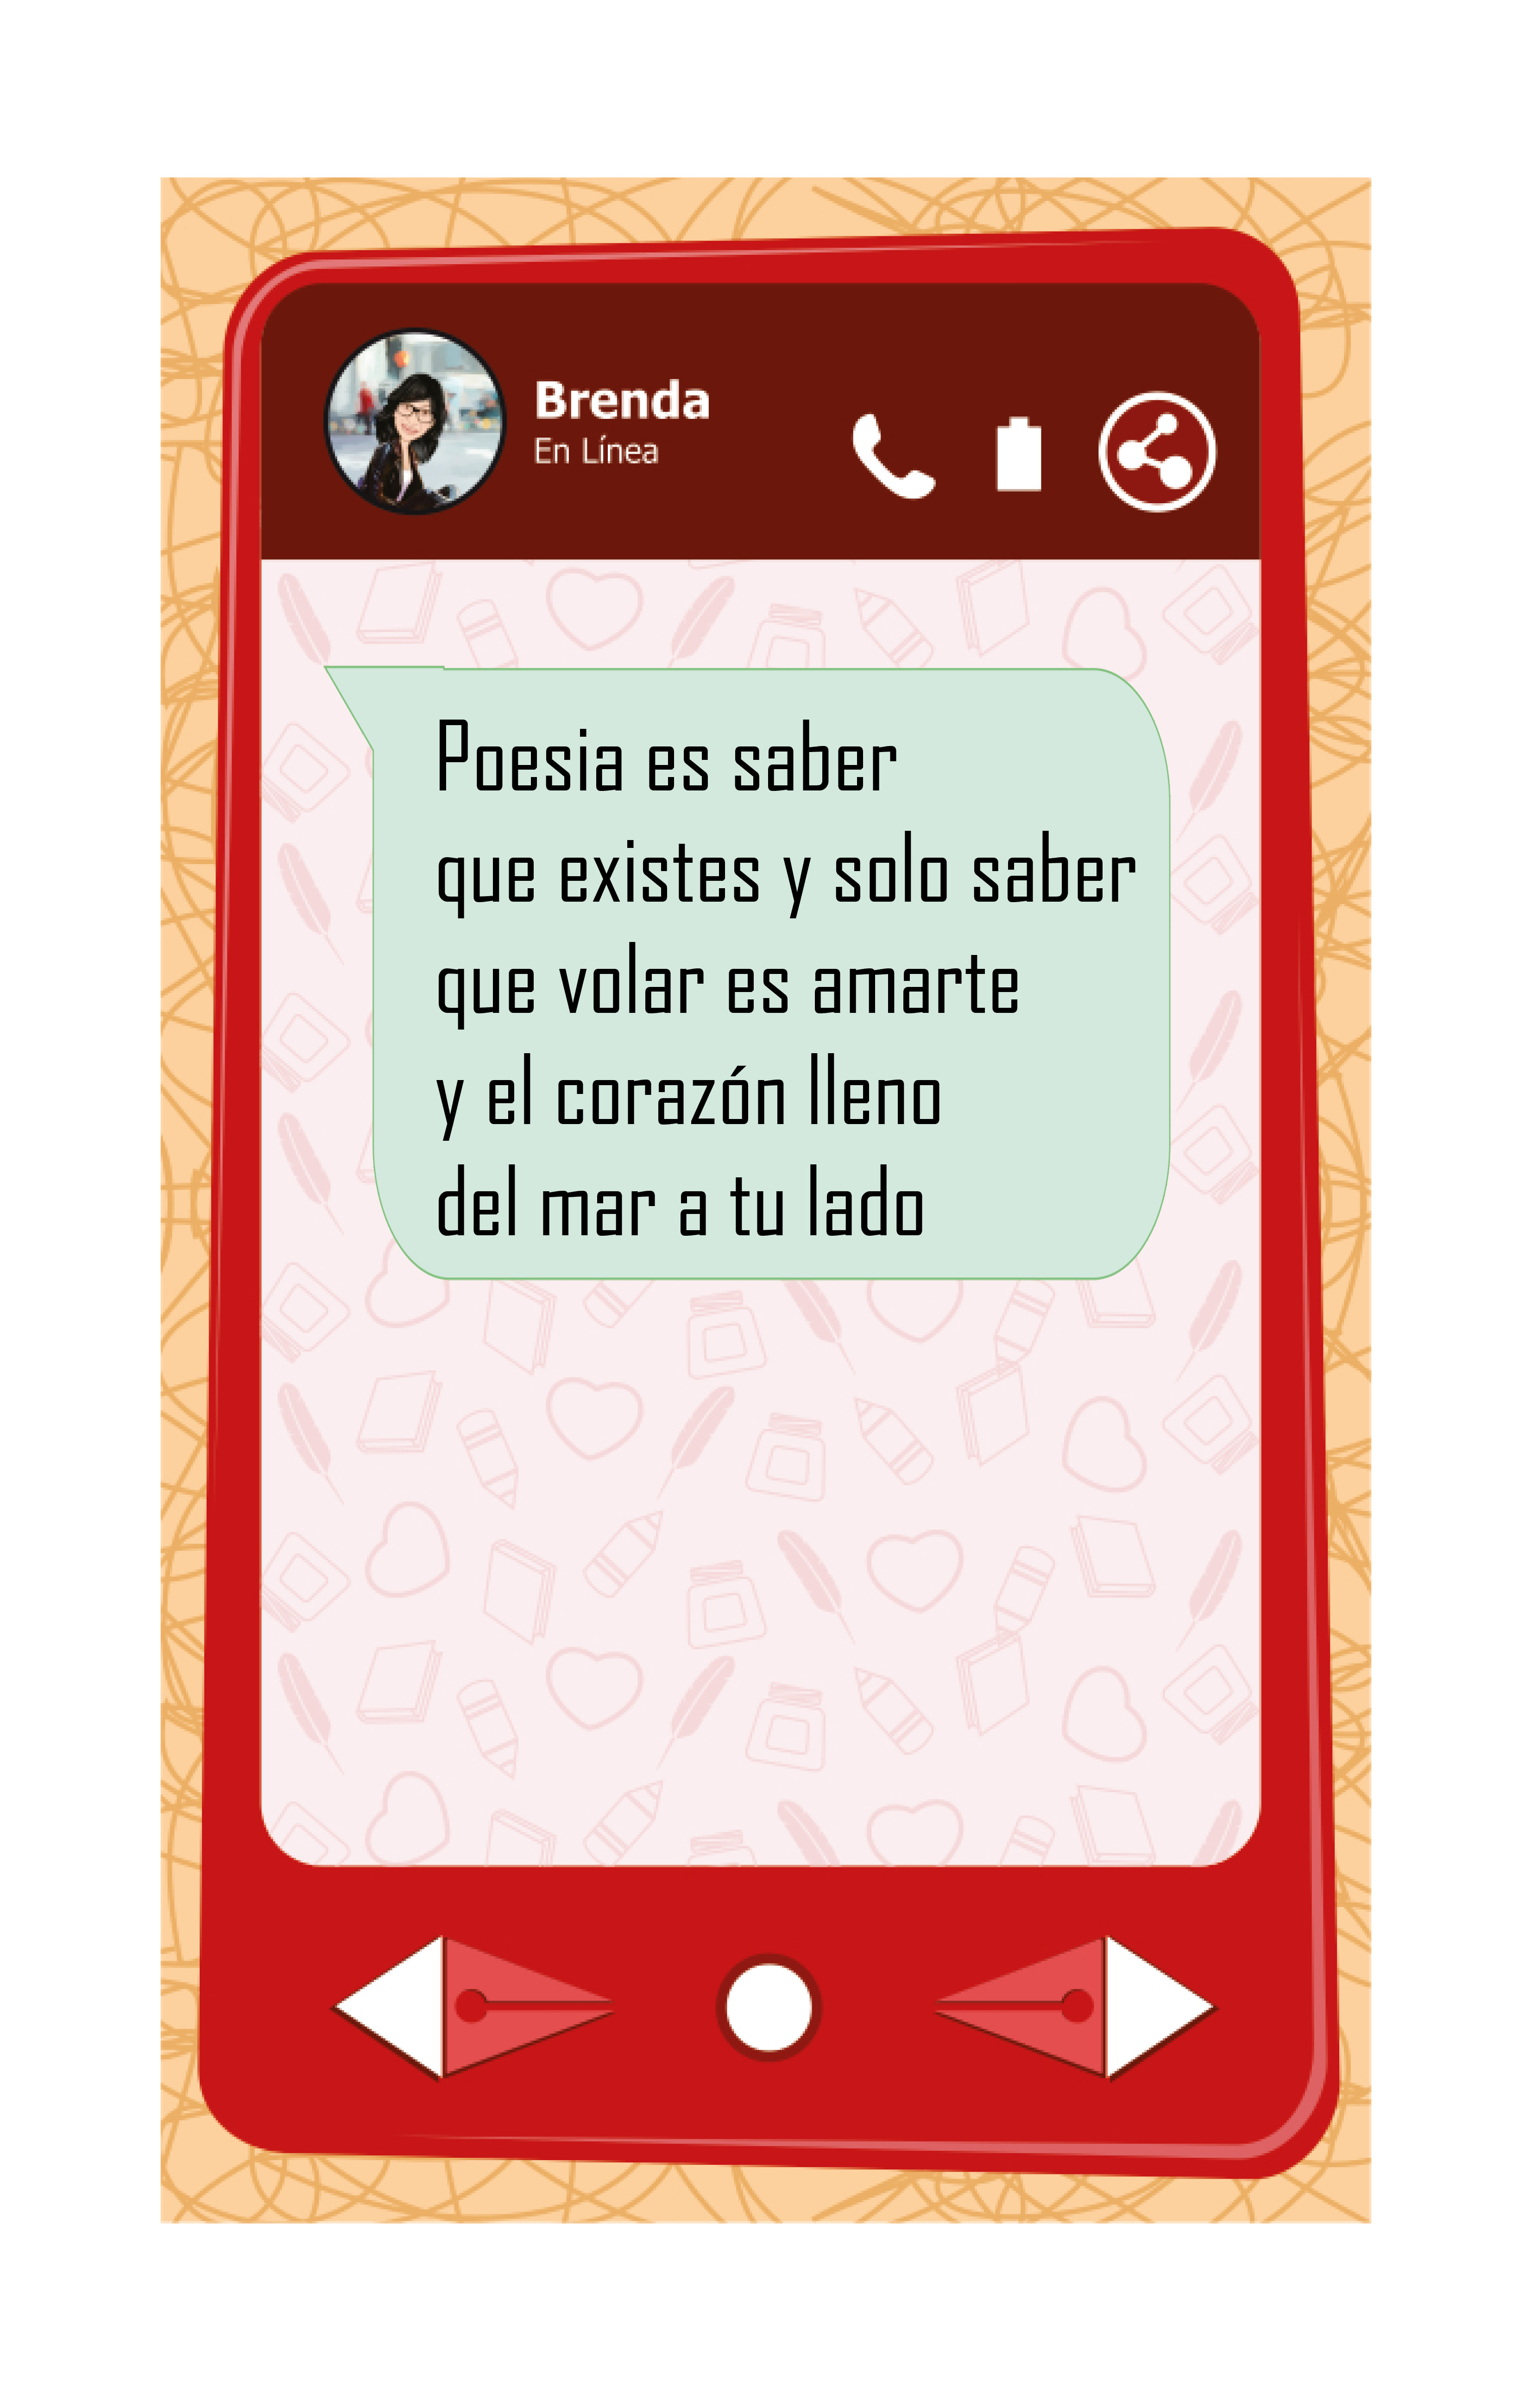 Brenda
En Línea
Poesia es saber
que existes y solo saber
que volar es amarte
y el corazón lleno
del mar a tu lado